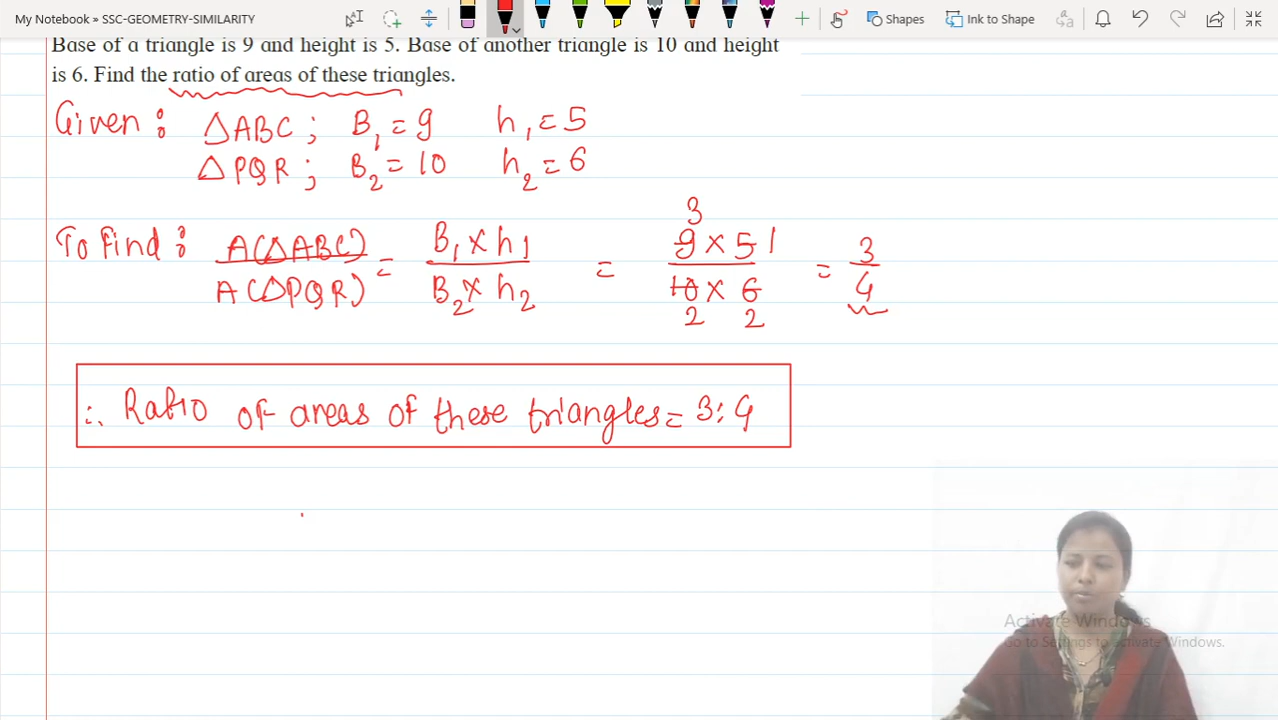 My Notebook » SSC-GEOMETRY-SIMILARITY
Shapes
Ink to Shape
Base of a triangle is 9 and height is 5. Base of another triangle is 10 and height
is 6. Find the ratio of areas of these triangles.
Given : △ABC ; B₁ = 9 h₁ = 5
△PQR ; B₂ = 10 h₂ = 6
To Find : A(△ABC) / A(△PQR) = B₁ × h₁ / B₂ × h₂ = 3 9 × 5 1 / 10 × 6 2 2 = 3/4
∴ Ratio of areas of these triangles = 3:4
Activate Windows
Go to Settings to activate Windows.